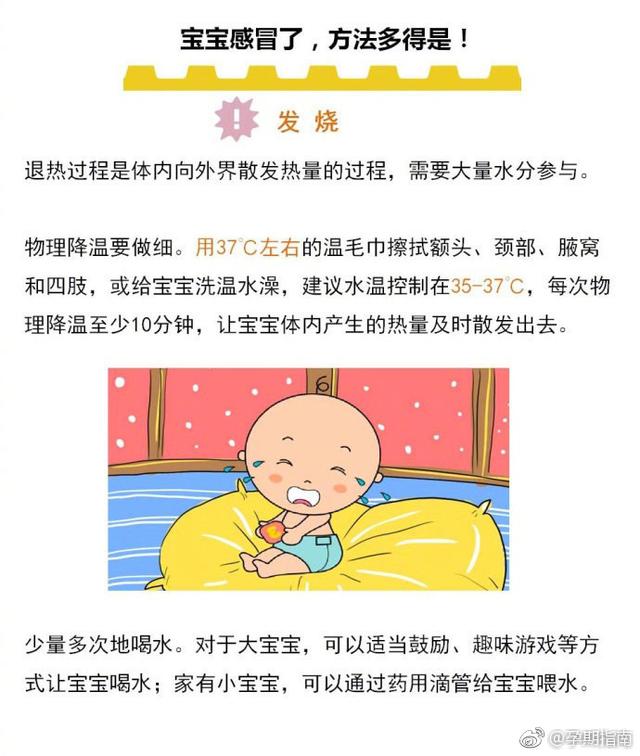 宝宝感冒了，方法多得是！
发烧
退热过程是体内向外界散发热量的过程，需要大量水分参与。
物理降温要做细。用37℃左右的温毛巾擦拭额头、颈部、腋窝
和四肢，或给宝宝洗温水澡，建议水温控制在35-37℃，每次物
理降温至少10分钟，让宝宝体内产生的热量及时散发出去。
少量多次地喝水。对于大宝宝，可以适当鼓励、趣味游戏等方
式让宝宝喝水；家有小宝宝，可以通过药用滴管给宝宝喂水。
@孕期指南